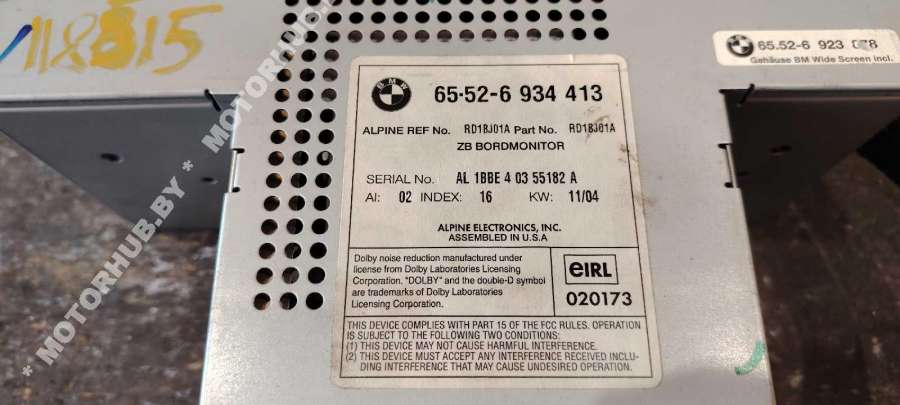 118515
65.52-6 923 8
Gehäuse BM Wide Screen incl.
BMW
65·52-6 934 413
ALPINE REF No. RD18J01A Part No. RD18J01A
ZB BORDMONITOR
SERIAL No. AL 1BBE 4 03 55182 A
AI: 02 INDEX: 16 KW: 11/04
ALPINE ELECTRONICS, INC.
ASSEMBLED IN U.S.A
Dolby noise reduction manufactured under
license from Dolby Laboratories Licensing
Corporation. "DOLBY" and the double-D symbol
are trademarks of Dolby Laboratories
Licensing Corporation.
eIRL
020173
THIS DEVICE COMPLIES WITH PART 15 OF THE FCC RULES. OPERATION
IS SUBJECT TO THE FOLLOWING TWO CONDITIONS:
(1) THIS DEVICE MAY NOT CAUSE HARMFUL INTERFERENCE.
(2) THIS DEVICE MUST ACCEPT ANY INTERFERENCE RECEIVED INCLU-
DING INTERFERENCE THAT MAY CAUSE UNDESIRED OPERATION.
* MOTORHUB.BY * MOTORHUB.BY